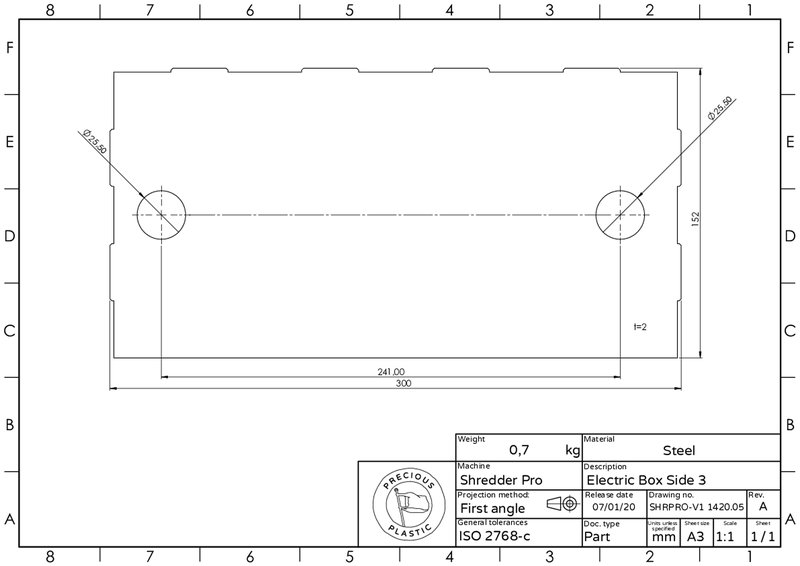 8 7 6 5 4 3 2 1
F F
E E
D D
C C
B B
A A
Ø25,50
Ø25,50
152
t=2
241,00
300
Weight
0,7 kg
Material
Steel
Machine
Shredder Pro
Description
Electric Box Side 3
Projection method:
First angle
Release date
07/01/20
Drawing no.
SHRPRO-V1 1420.05
Rev.
A
General tolerances
ISO 2768-c
Doc. type
Part
Units unless
specified
mm
Sheet size
A3
Scale
1:1
Sheet
1/1
PRECIOUS
PLASTIC
8 7 6 5 4 3 2 1